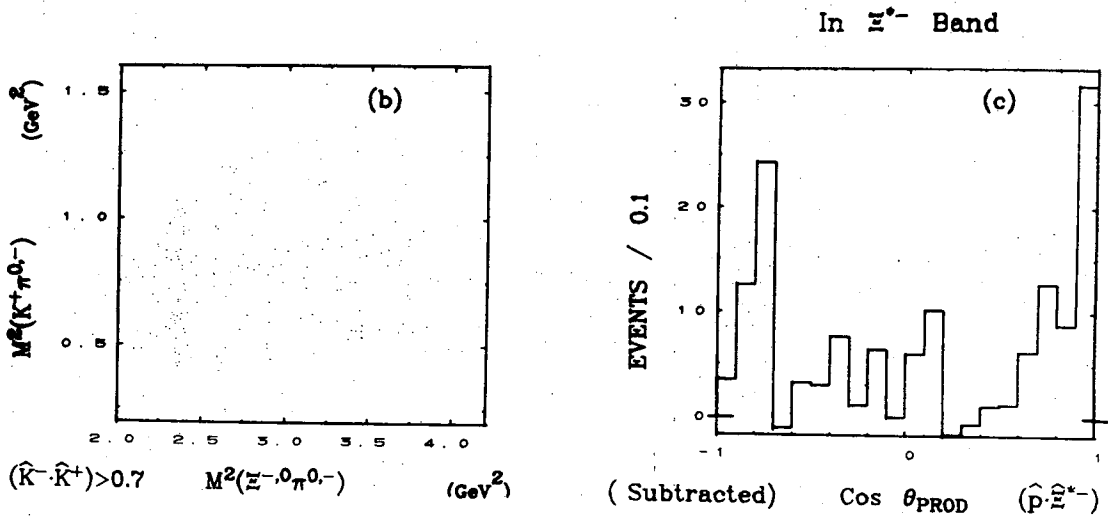 In Ξ*- Band
(b)
(GeV²)
M²(K⁺π⁰,⁻)
1.5
1.0
0.5
2.0 2.5 3.0 3.5 4.0
(K̂⁻·K̂⁺)>0.7 M²(Ξ⁻,⁰π⁰,⁻) (GeV²)
(c)
EVENTS / 0.1
30
20
10
0
-1 0 1
(Subtracted) Cos θPROD (p̂·Ξ̂*-)